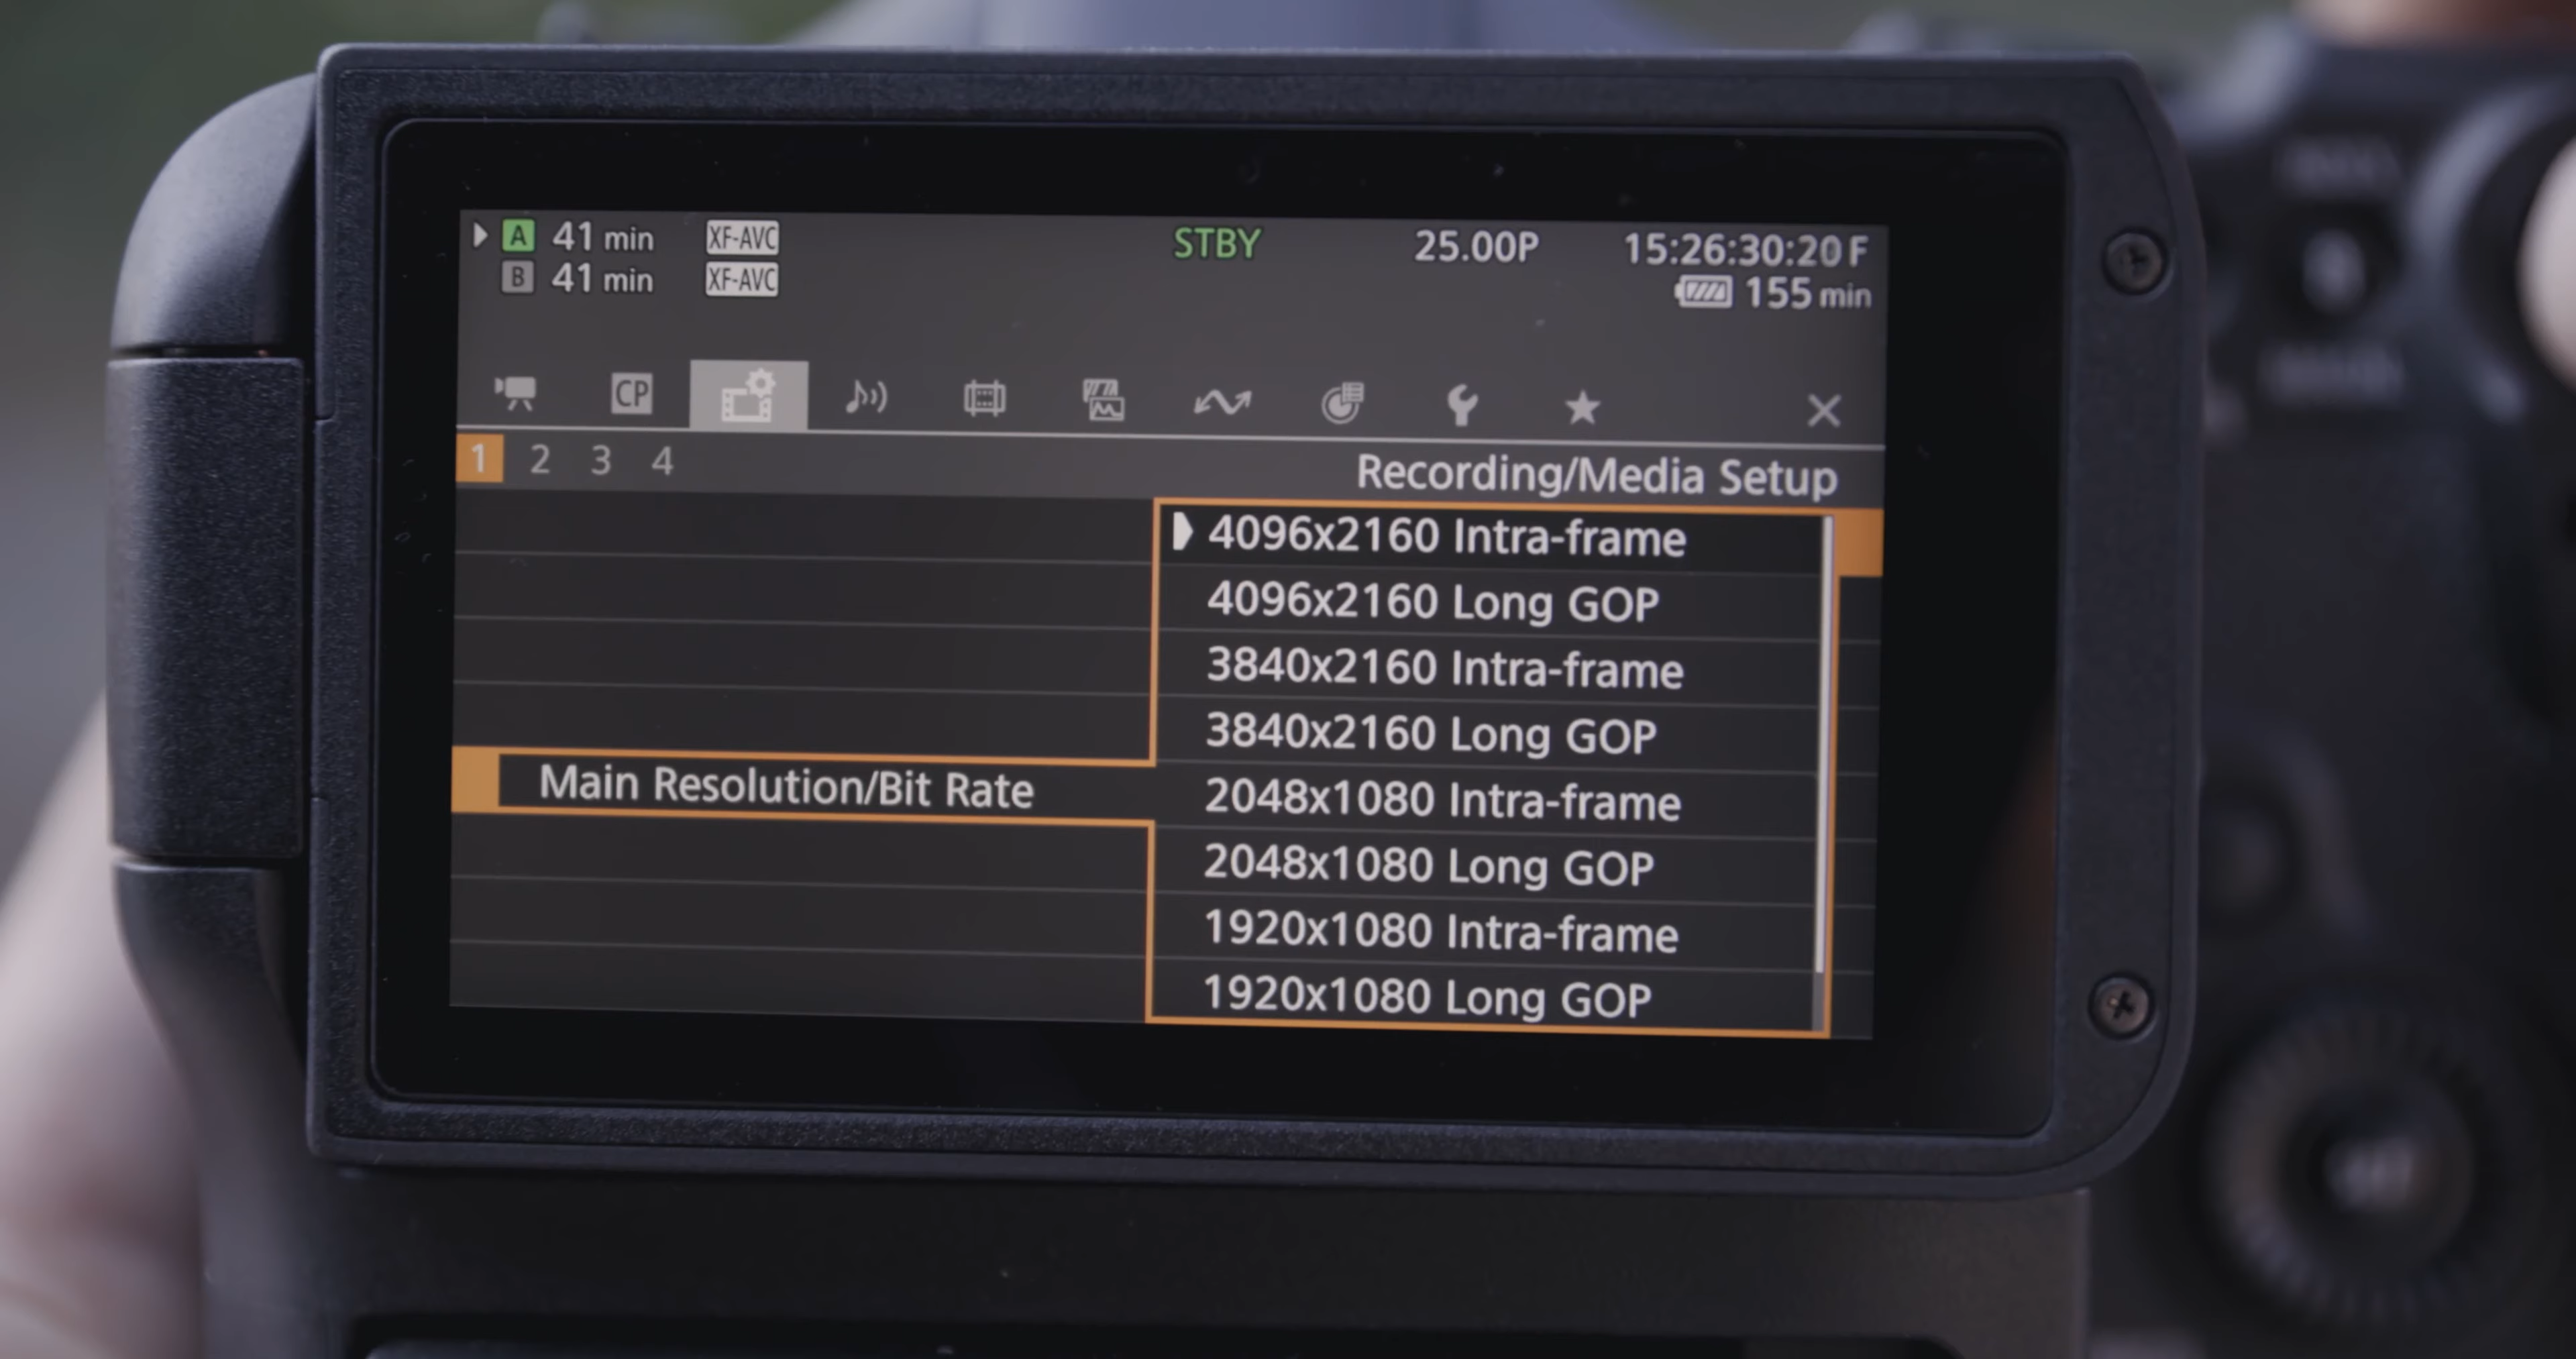 A 41 min XF-AVC STBY 25.00P 15:26:30:20 F
B 41 min XF-AVC 155 min
CP
1 2 3 4
Recording/Media Setup
4096x2160 Intra-frame
4096x2160 Long GOP
3840x2160 Intra-frame
3840x2160 Long GOP
Main Resolution/Bit Rate
2048x1080 Intra-frame
2048x1080 Long GOP
1920x1080 Intra-frame
1920x1080 Long GOP